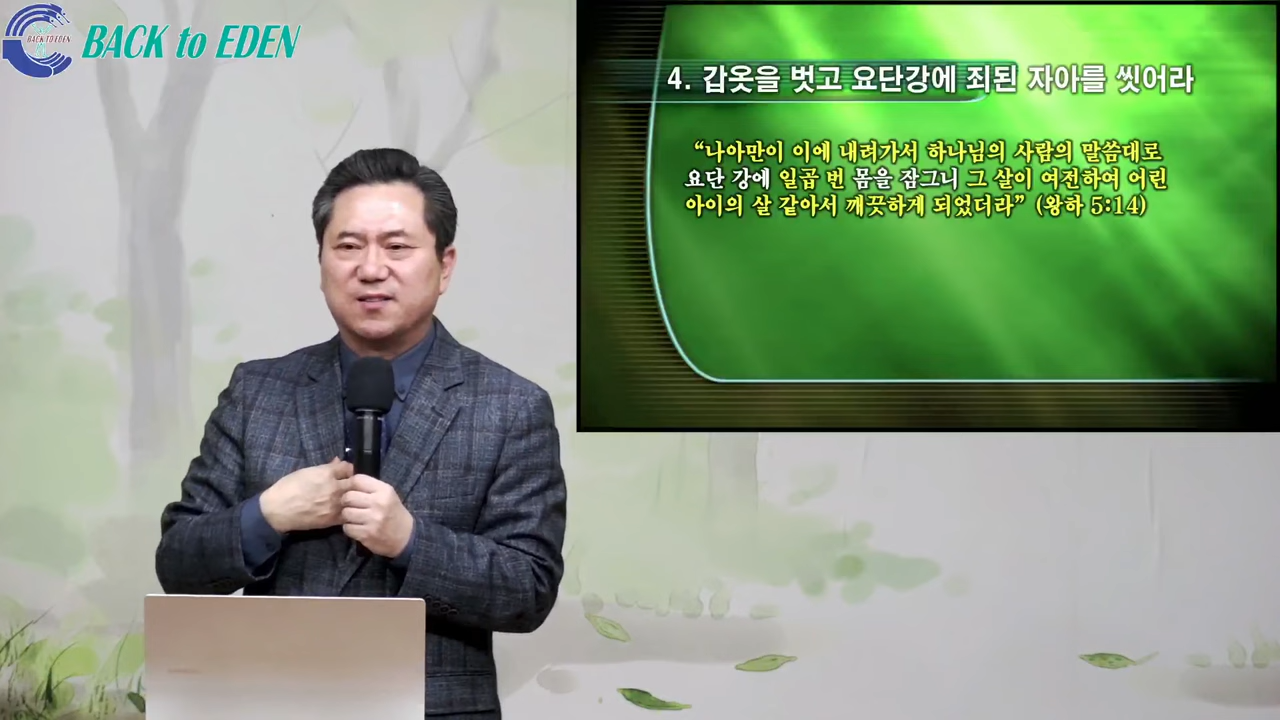 BACK TO EDEN
BACK to EDEN
4. 갑옷을 벗고 요단강에 죄된 자아를 씻어라
“나아만이 이에 내려가서 하나님의 사람의 말씀대로
요단 강에 일곱 번 몸을 잠그니 그 살이 여전하여 어린
아이의 살 같아서 깨끗하게 되었더라” (왕하 5:14)